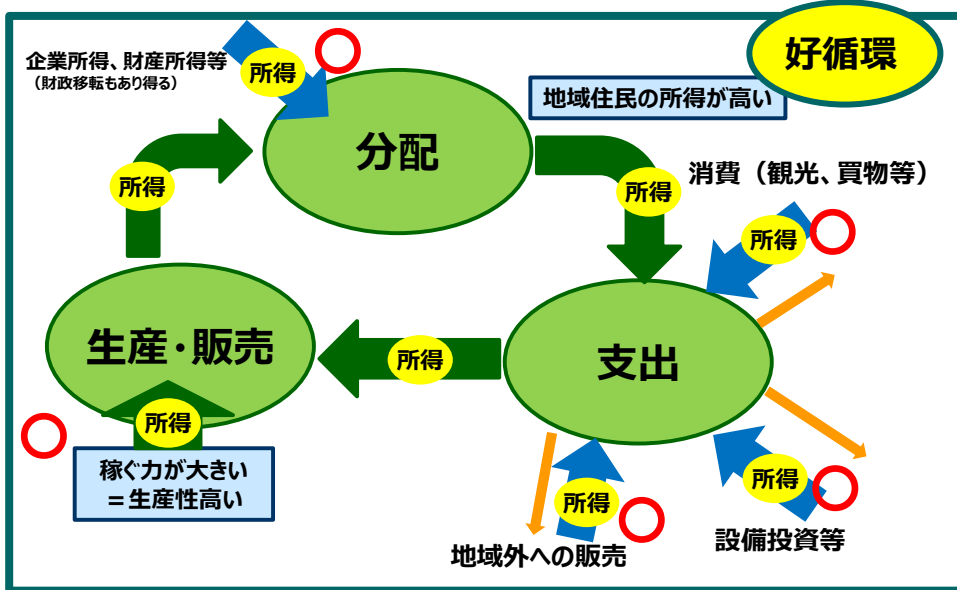 好循環
企業所得、財産所得等
（財政移転もあり得る）
所得
地域住民の所得が高い
分配
所得
所得
消費（観光、買物等）
所得
生産・販売
所得
支出
所得
稼ぐ力が大きい
＝生産性高い
所得
地域外への販売
所得
設備投資等